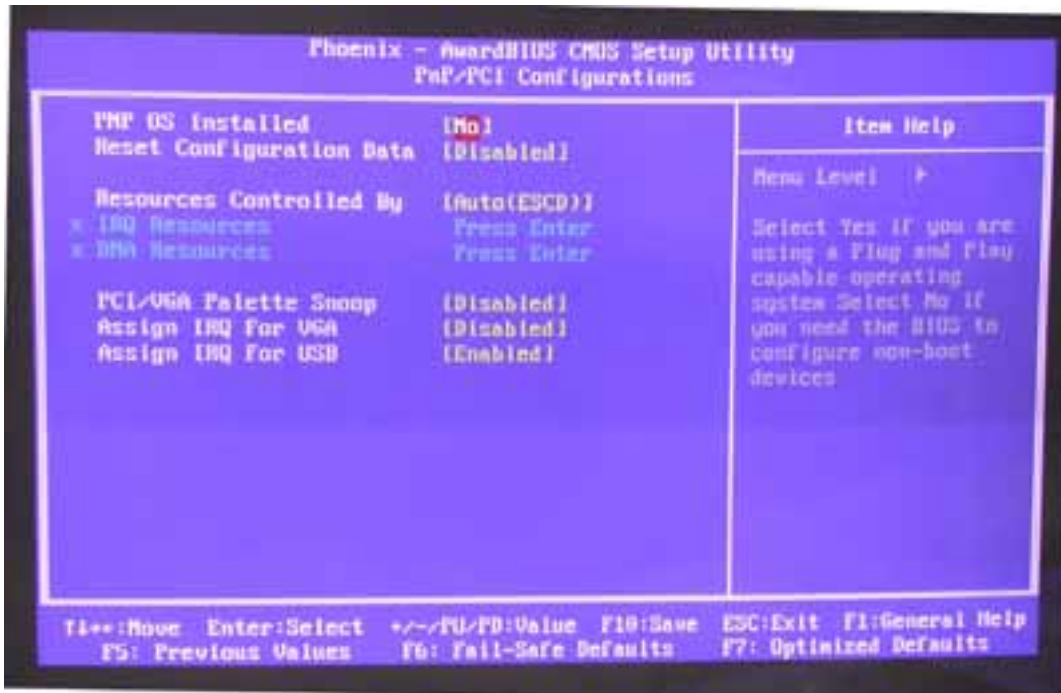 Phoenix - AwardBIOS CMOS Setup Utility
PnP/PCI Configurations
PNP OS Installed [No]
Reset Configuration Data [Disabled]
Resources Controlled By [Auto(ESCD)]
x IRQ Resources Press Enter
x DMA Resources Press Enter
PCI/VGA Palette Snoop [Disabled]
Assign IRQ For VGA [Disabled]
Assign IRQ For USB [Enabled]
Item Help
Menu Level ▸
Select Yes if you are
using a Plug and Play
capable operating
system Select No if
you need the BIOS to
configure non-boot
devices
↑↓→←:Move Enter:Select +/-/PU/PD:Value F10:Save ESC:Exit F1:General Help
F5: Previous Values F6: Fail-Safe Defaults F7: Optimized Defaults